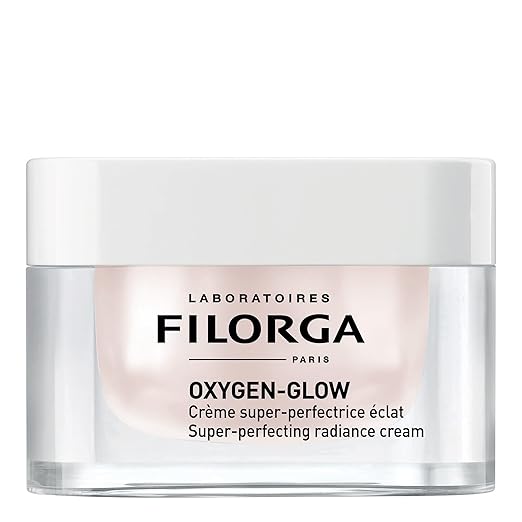 LABORATOIRES
FILORGA
PARIS
OXYGEN-GLOW
Crème super-perfectrice éclat
Super-perfecting radiance cream